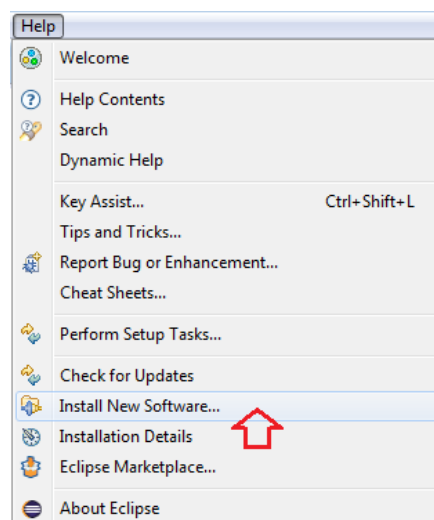 Help
Welcome
Help Contents
Search
Dynamic Help
Key Assist... Ctrl+Shift+L
Tips and Tricks...
Report Bug or Enhancement...
Cheat Sheets...
Perform Setup Tasks...
Check for Updates
Install New Software...
Installation Details
Eclipse Marketplace...
About Eclipse